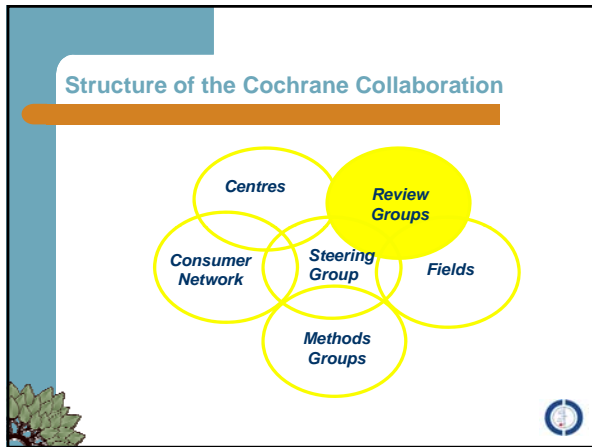 Structure of the Cochrane Collaboration
Centres
Review
Groups
Consumer
Network
Steering
Group
Fields
Methods
Groups